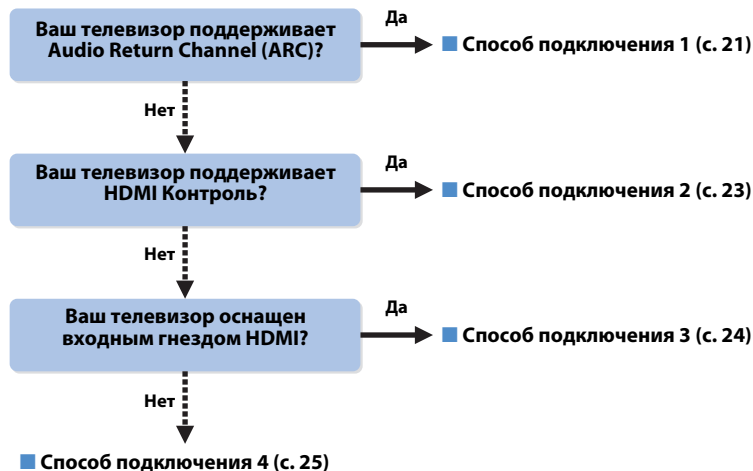 Ваш телевизор поддерживает
Audio Return Channel (ARC)?
Да
Способ подключения 1 (с. 21)
Нет
Ваш телевизор поддерживает
HDMI Контроль?
Да
Способ подключения 2 (с. 23)
Нет
Ваш телевизор оснащен
входным гнездом HDMI?
Да
Способ подключения 3 (с. 24)
Нет
Способ подключения 4 (с. 25)